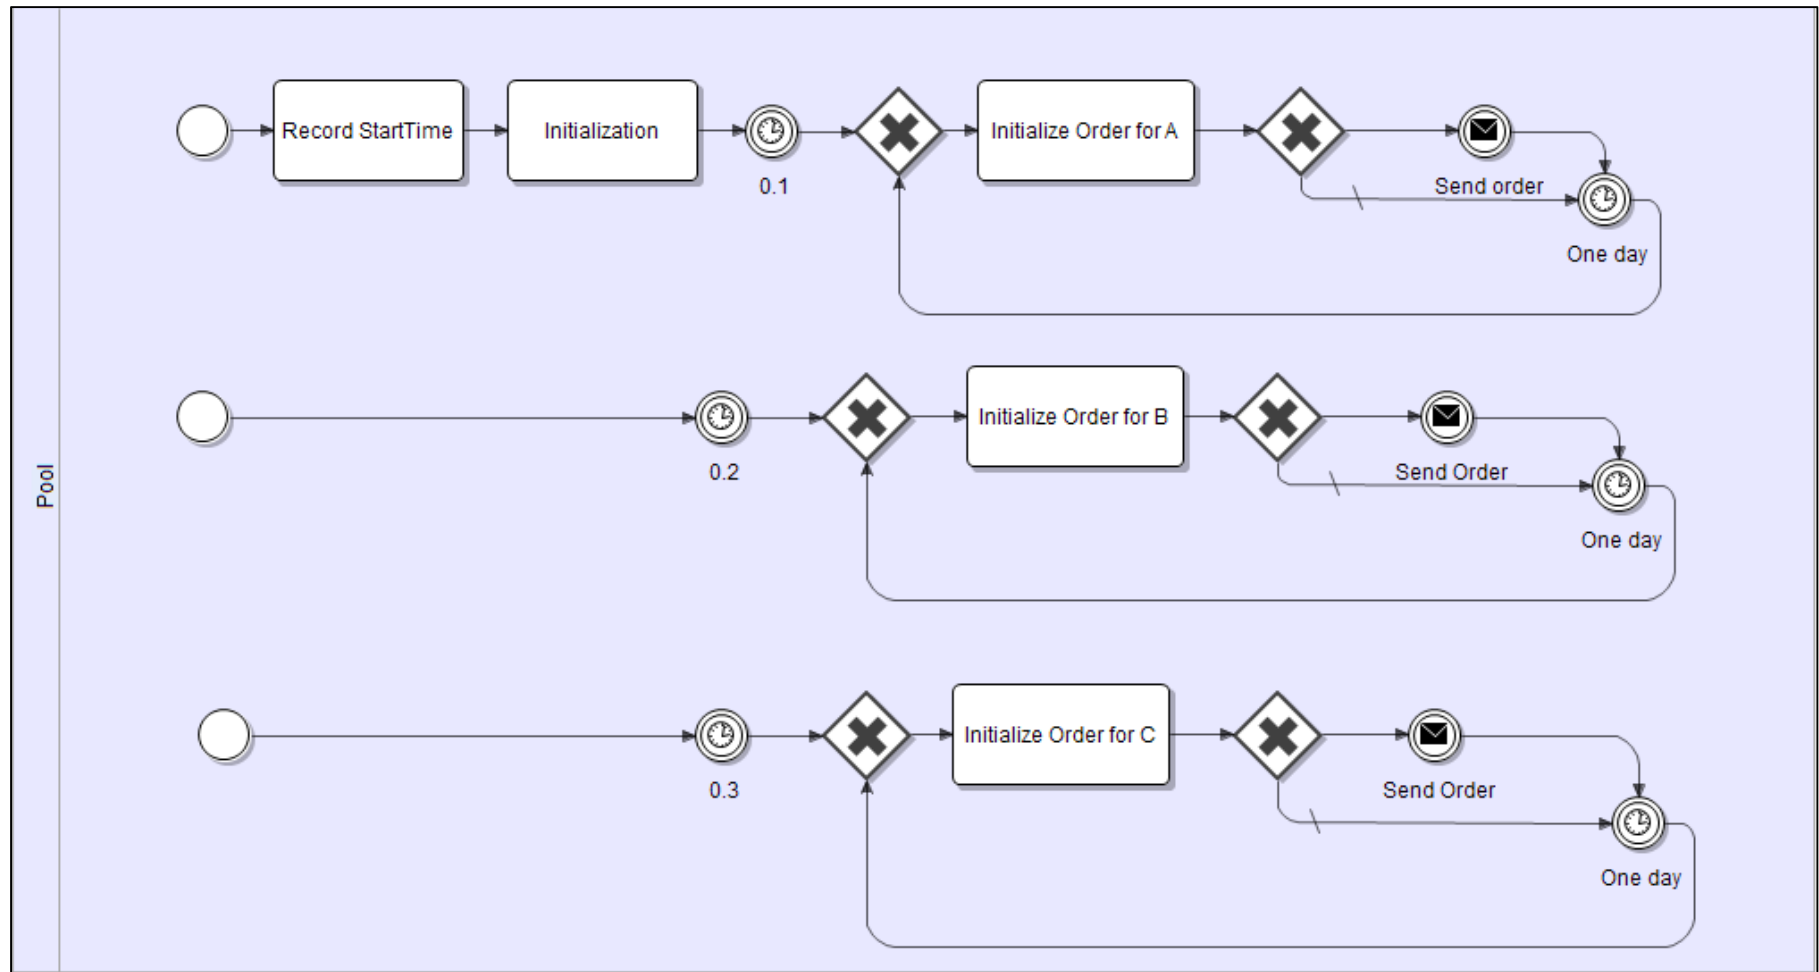 Pool
Record StartTime
Initialization
0.1
Initialize Order for A
Send order
One day
0.2
Initialize Order for B
Send Order
One day
0.3
Initialize Order for C
Send Order
One day